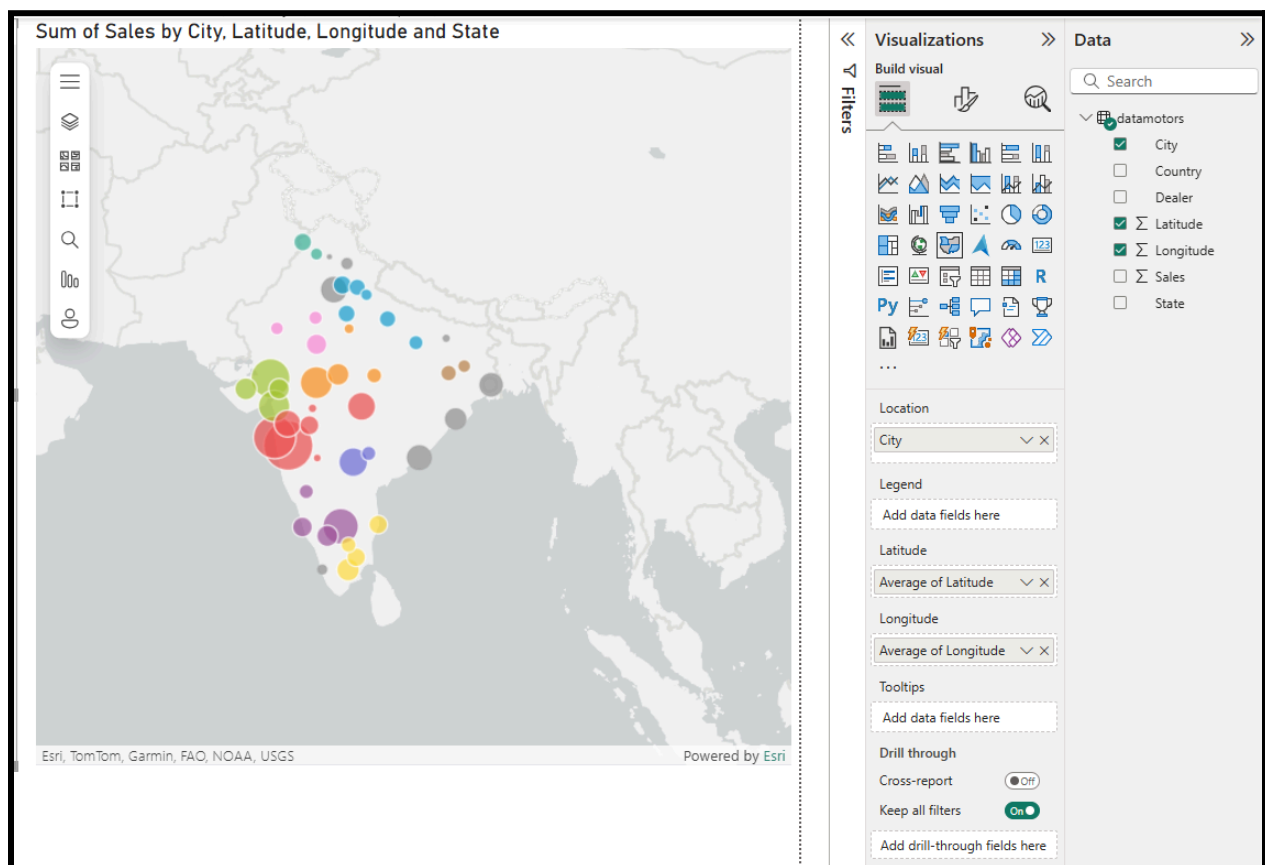 Sum of Sales by City, Latitude, Longitude and State
Esri, TomTom, Garmin, FAO, NOAA, USGS
Powered by Esri
Filters
Visualizations
Build visual
123
R
Py
123
...
Location
City
Legend
Add data fields here
Latitude
Average of Latitude
Longitude
Average of Longitude
Tooltips
Add data fields here
Drill through
Cross-report
Off
Keep all filters
On
Add drill-through fields here
Data
Search
datamotors
City
Country
Dealer
Σ Latitude
Σ Longitude
Σ Sales
State